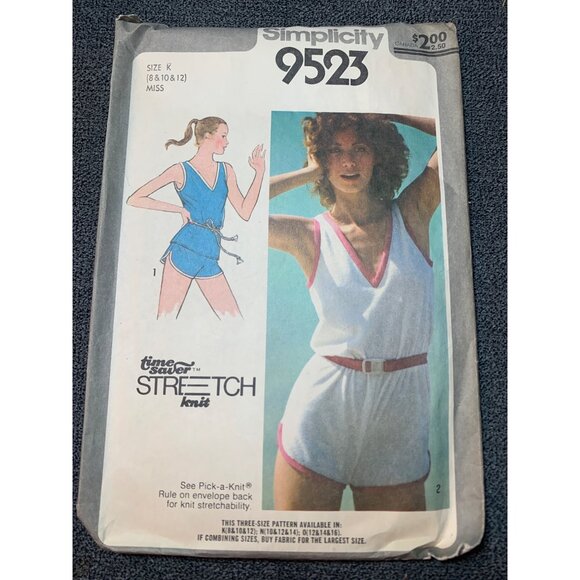 Simplicity
9523
$2.00
CANADA 2.50
SIZE K
(8 & 10 & 12)
MISS
1
time saver™
STRETCH
knit
See Pick-a-Knit®
Rule on envelope back
for knit stretchability.
2
THIS THREE-SIZE PATTERN AVAILABLE IN:
K(8&10&12); N(10&12&14); O(12&14&16).
IF COMBINING SIZES, BUY FABRIC FOR THE LARGEST SIZE.